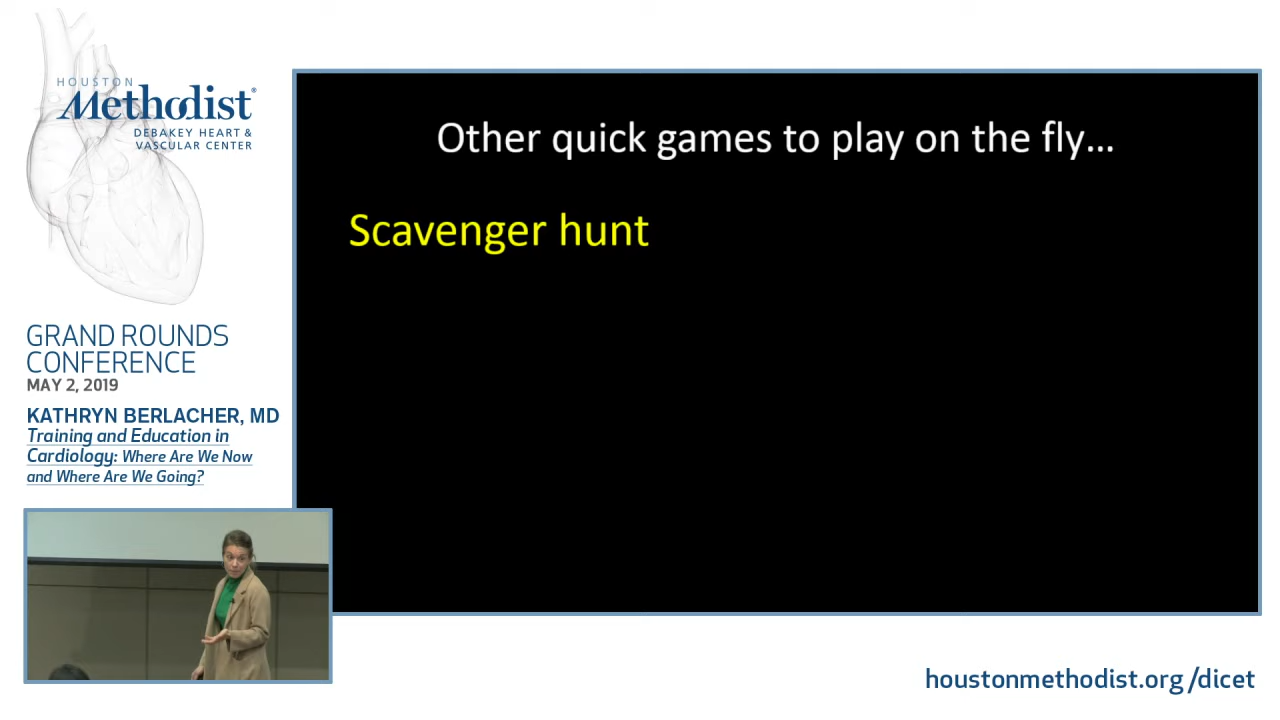 HOUSTON
Methodist®
DEBAKEY HEART &
VASCULAR CENTER
GRAND ROUNDS
CONFERENCE
MAY 2, 2019
KATHRYN BERLACHER, MD
Training and Education in
Cardiology: Where Are We Now
and Where Are We Going?
Other quick games to play on the fly...
Scavenger hunt
houstonmethodist.org/dicet